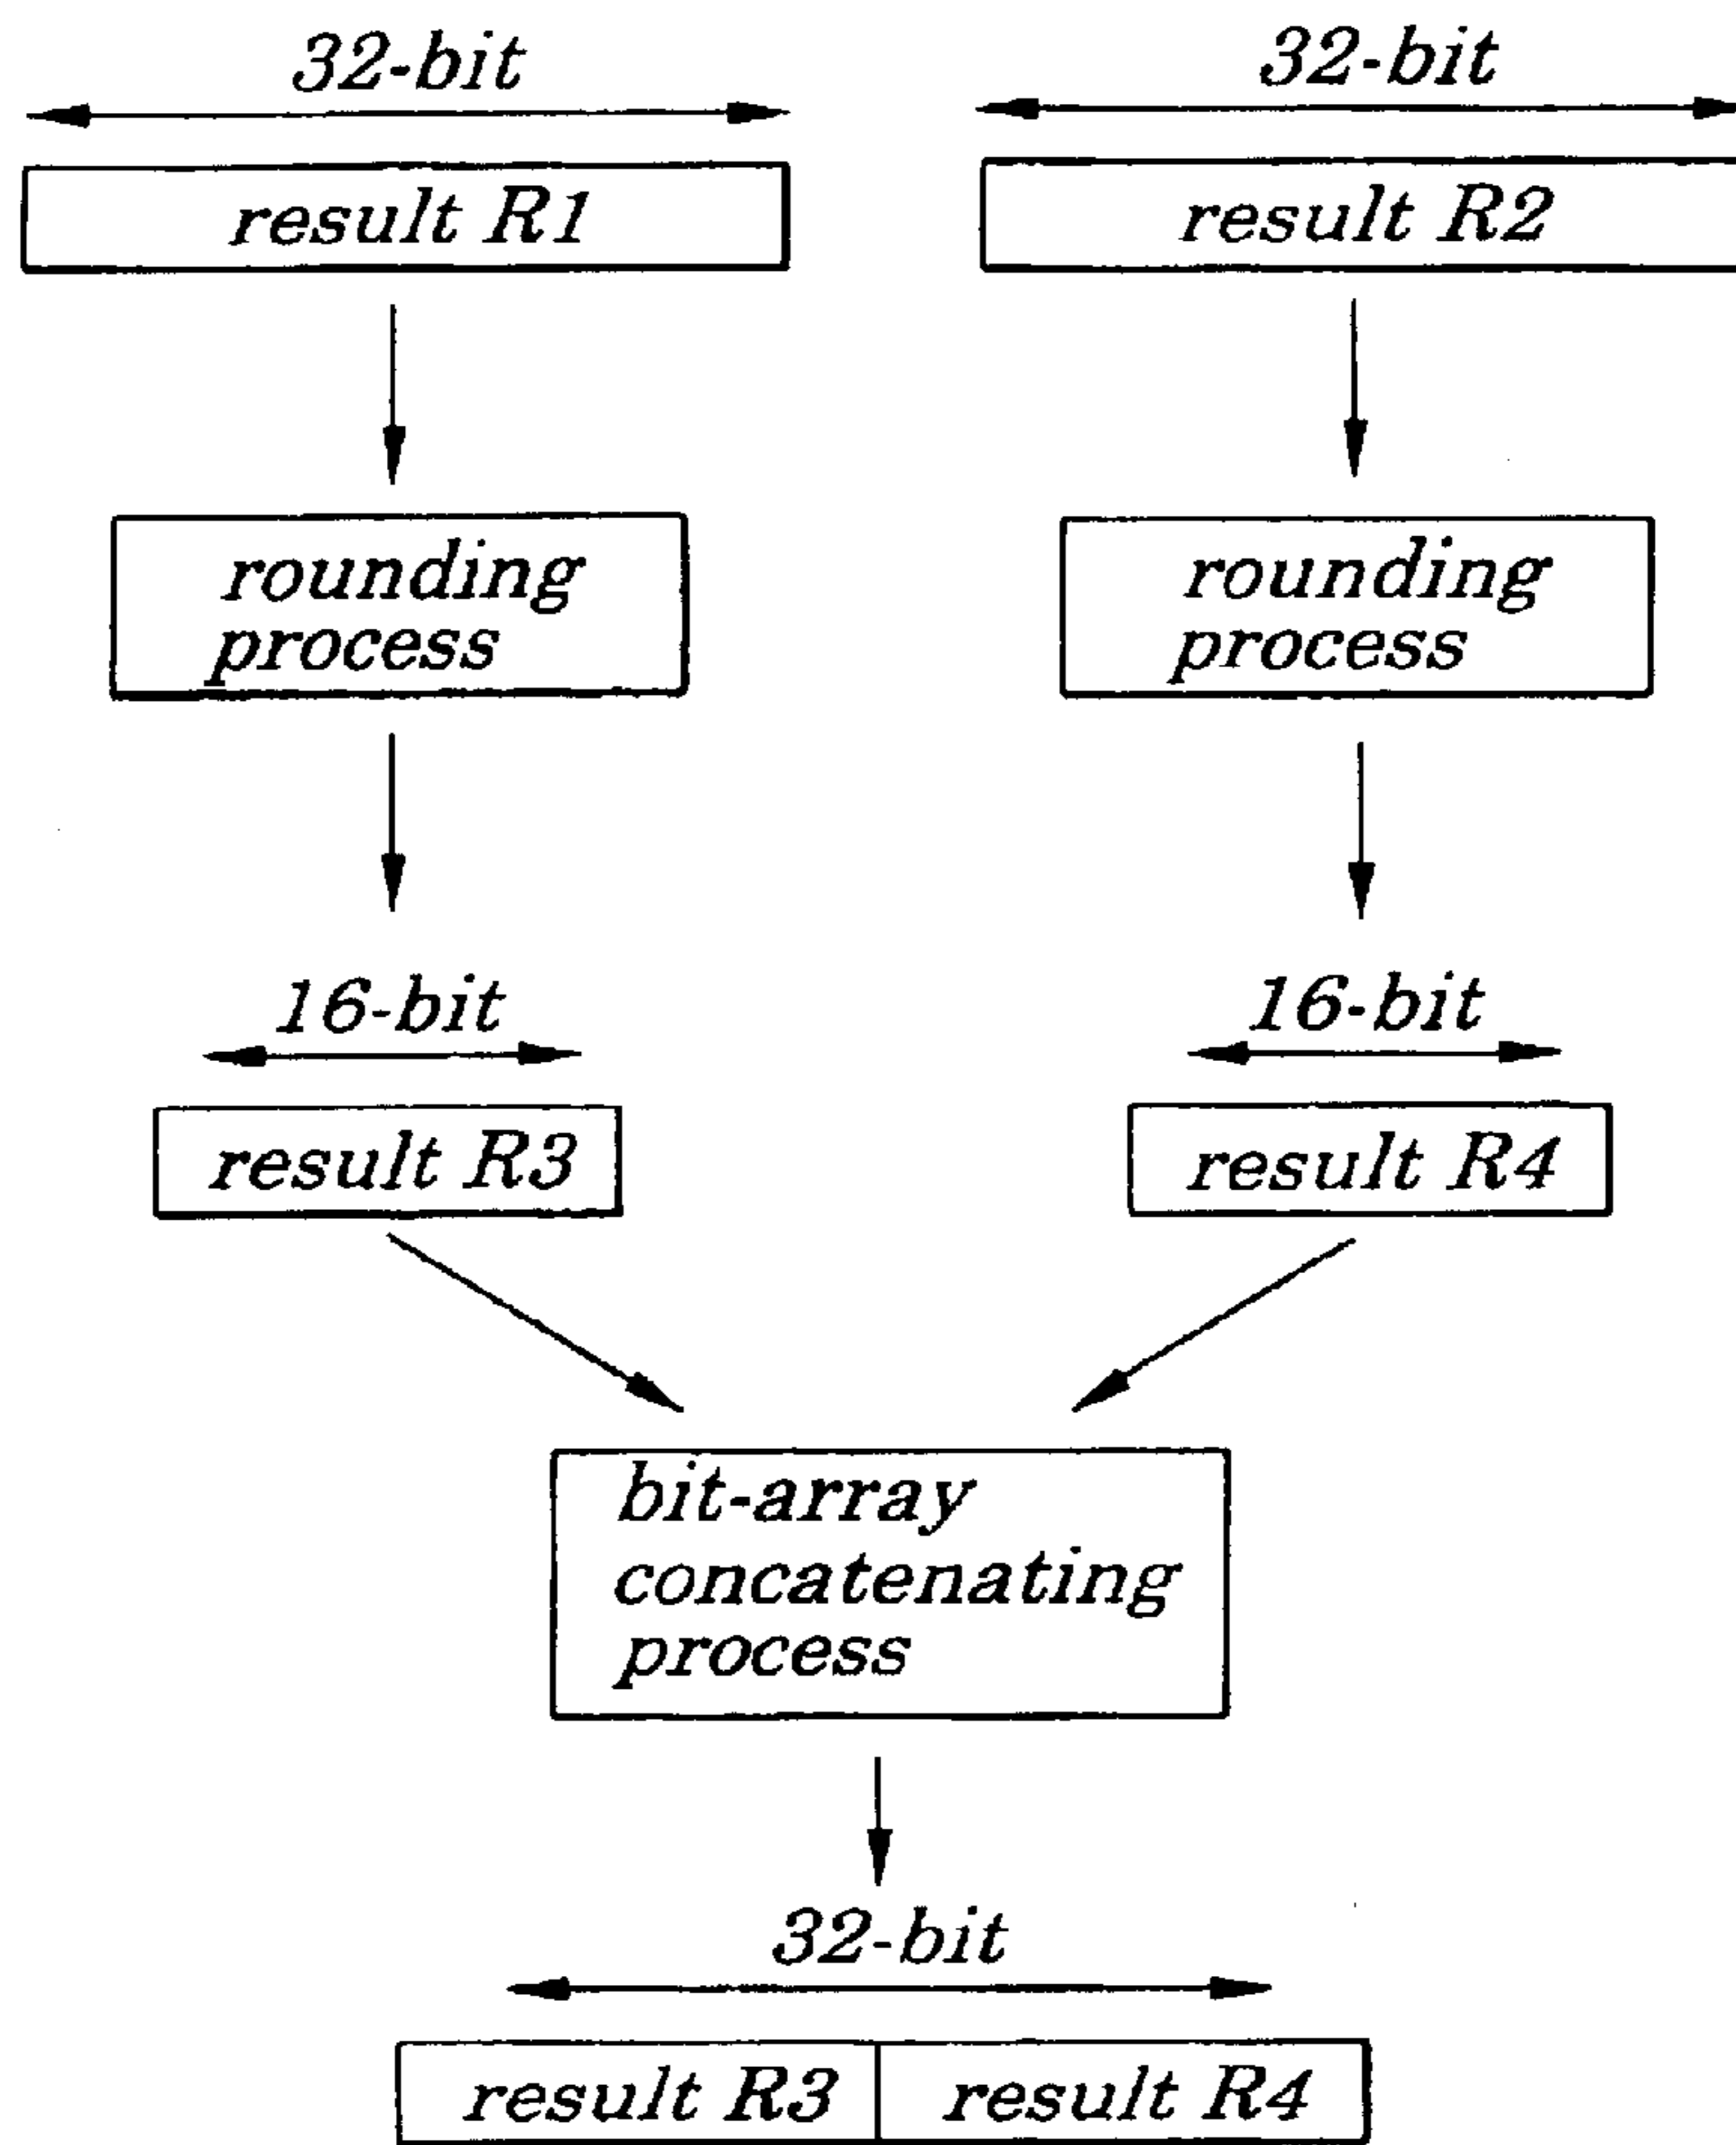 32-bit
32-bit
result R1
result R2
rounding
process
rounding
process
16-bit
16-bit
result R3
result R4
bit-array
concatenating
process
32-bit
result R3
result R4